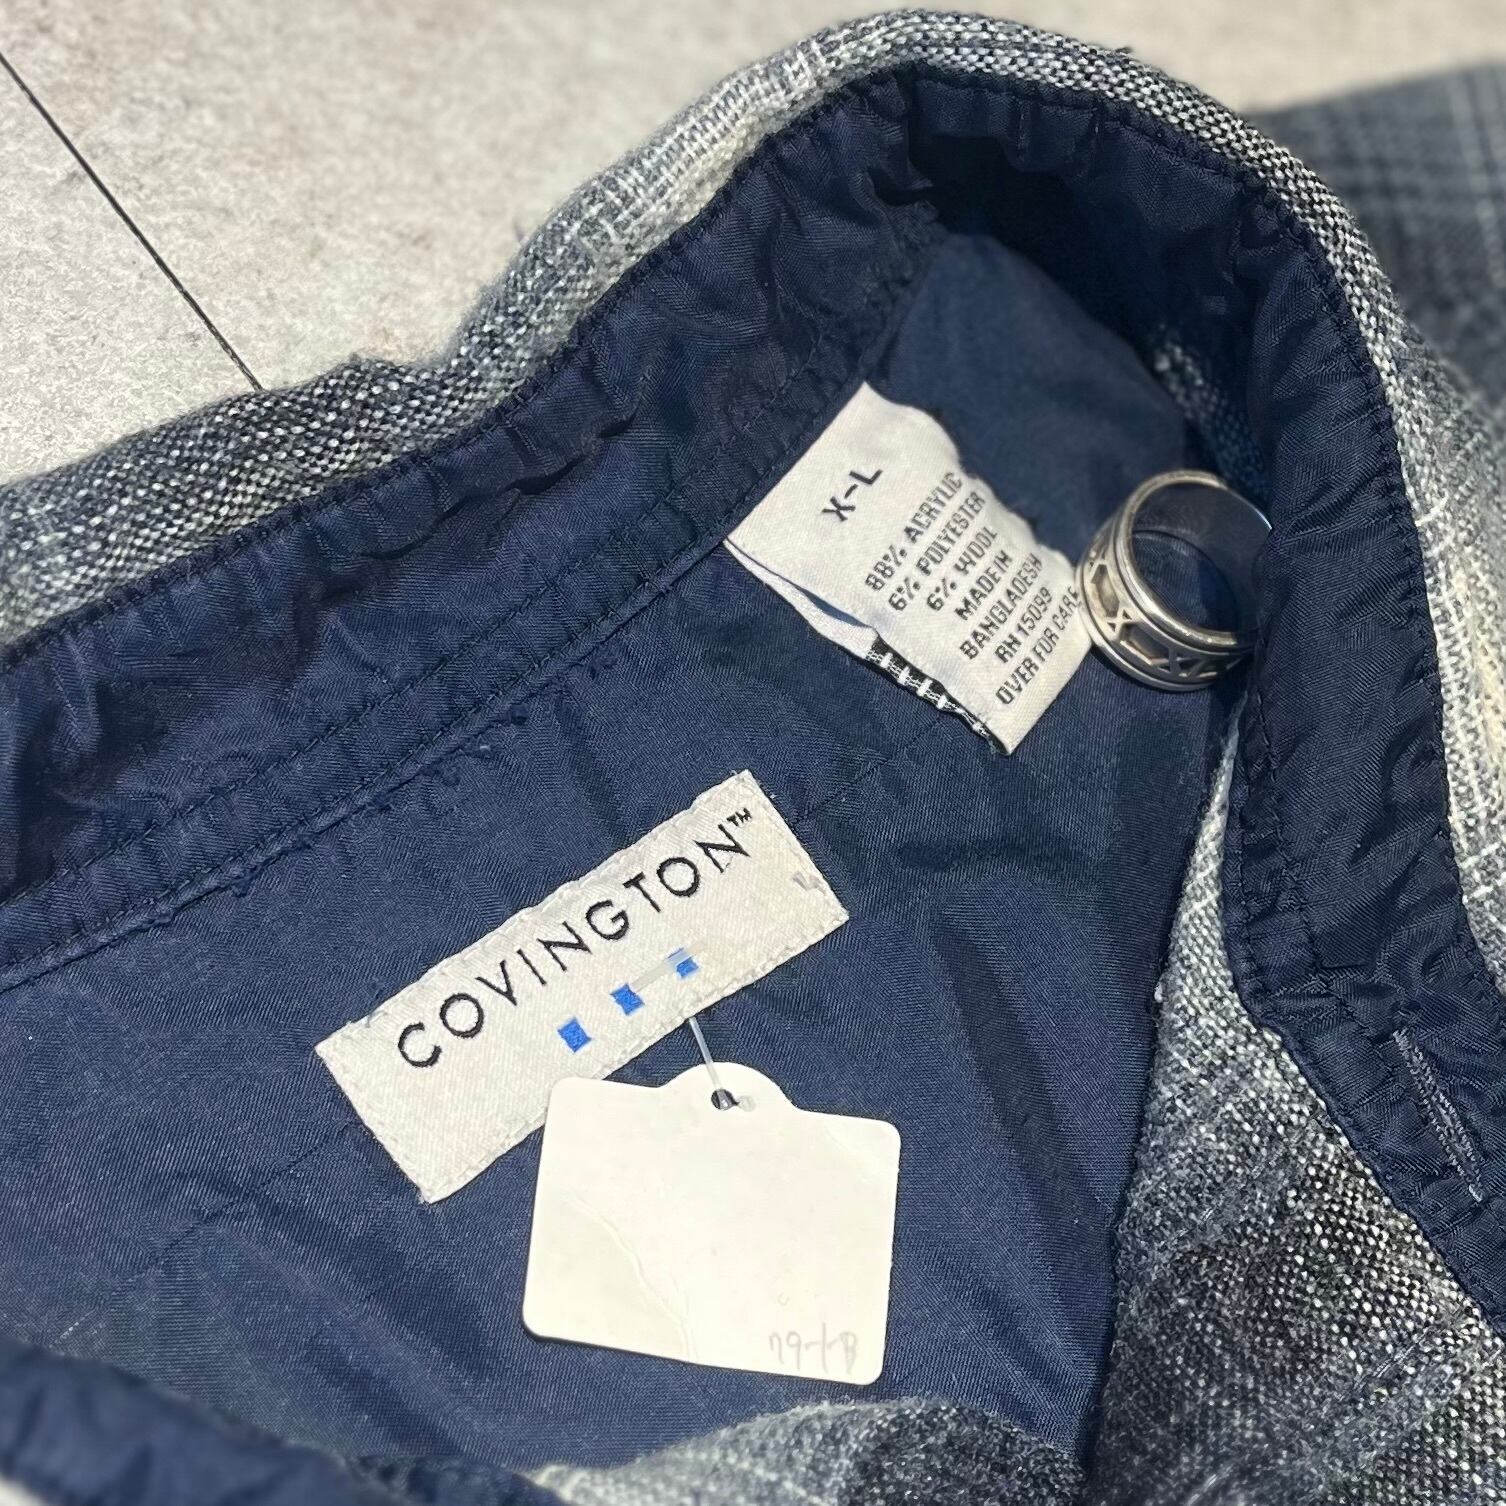 X-L
88% ACRYLIC
6% POLYESTER
6% WOOL
MADE IN
BANGLADESH
RN 15099
OVER FOR CARE
COVINGTON™